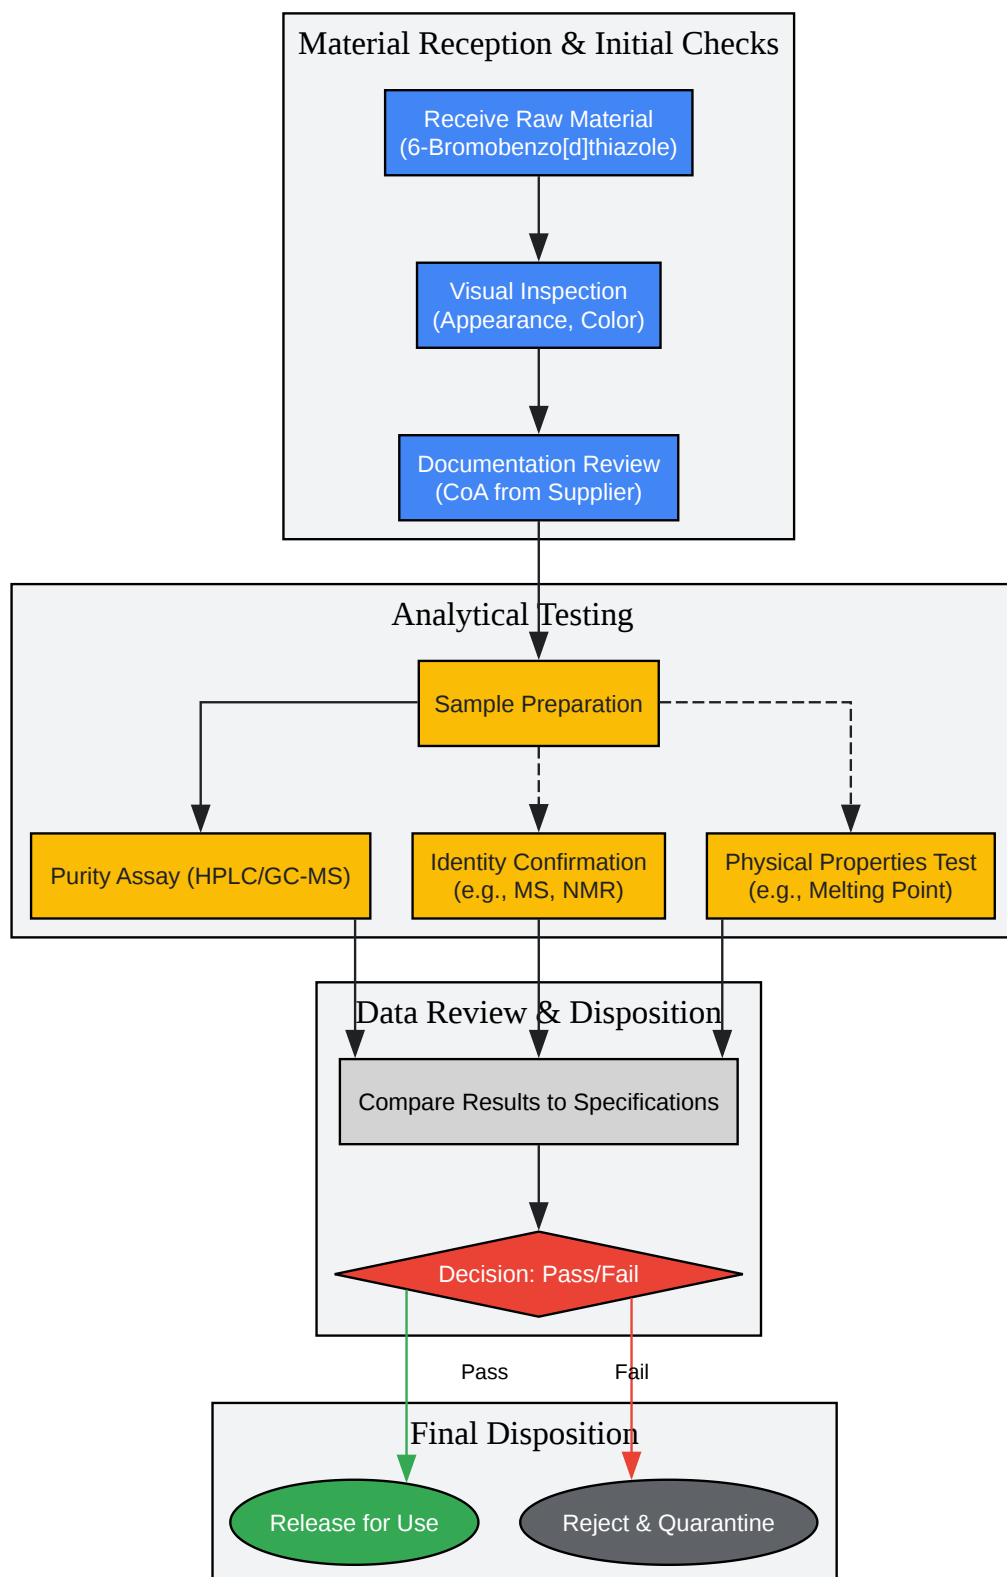 Material Reception & Initial Checks
Receive Raw Material
(6-Bromobenzo[d]thiazole)
Visual Inspection
(Appearance, Color)
Documentation Review
(CoA from Supplier)
Analytical Testing
Sample Preparation
Purity Assay (HPLC/GC-MS)
Identity Confirmation
(e.g., MS, NMR)
Physical Properties Test
(e.g., Melting Point)
Data Review & Disposition
Compare Results to Specifications
Decision: Pass/Fail
Pass
Fail
Final Disposition
Release for Use
Reject & Quarantine